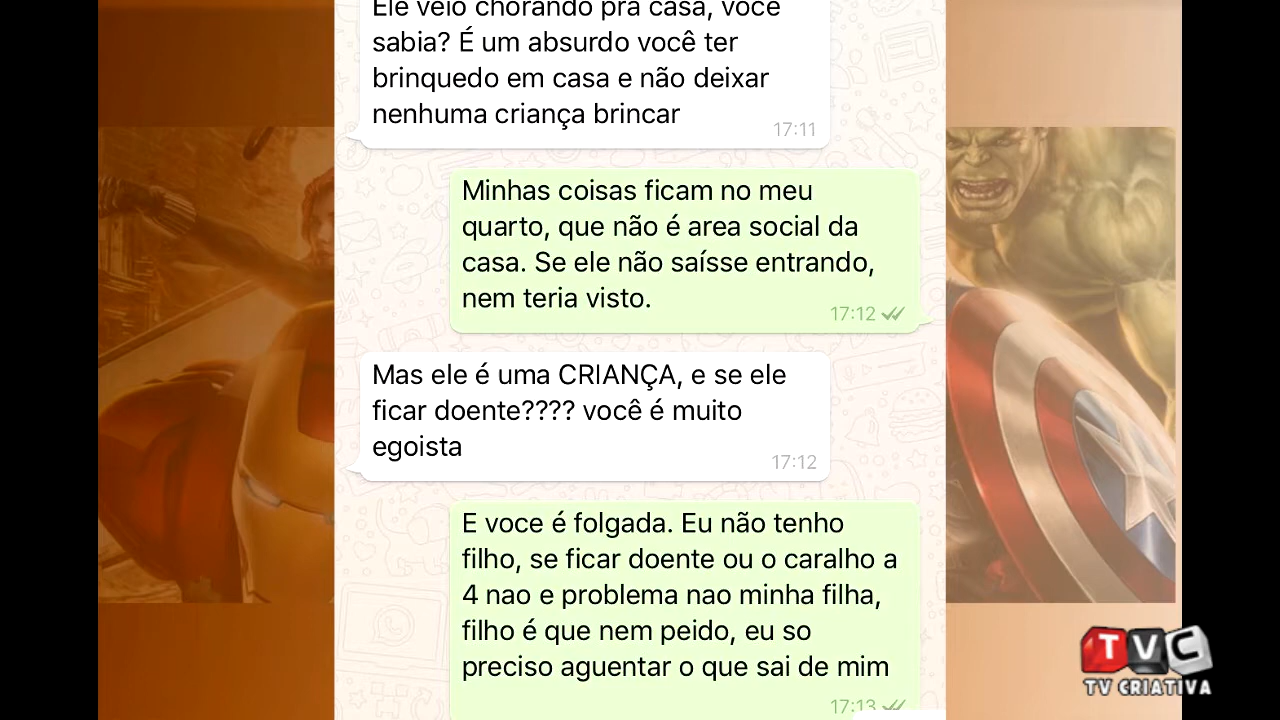 Ele veio chorando pra casa, você
sabia? É um absurdo você ter
brinquedo em casa e não deixar
nenhuma criança brincar
17:11
Minhas coisas ficam no meu
quarto, que não é area social da
casa. Se ele não saísse entrando,
nem teria visto.
17:12
Mas ele é uma CRIANÇA, e se ele
ficar doente???? você é muito
egoista
17:12
E voce é folgada. Eu não tenho
filho, se ficar doente ou o caralho a
4 nao e problema nao minha filha,
filho é que nem peido, eu so
preciso aguentar o que sai de mim
17:13
TVC
TV CRIATIVA